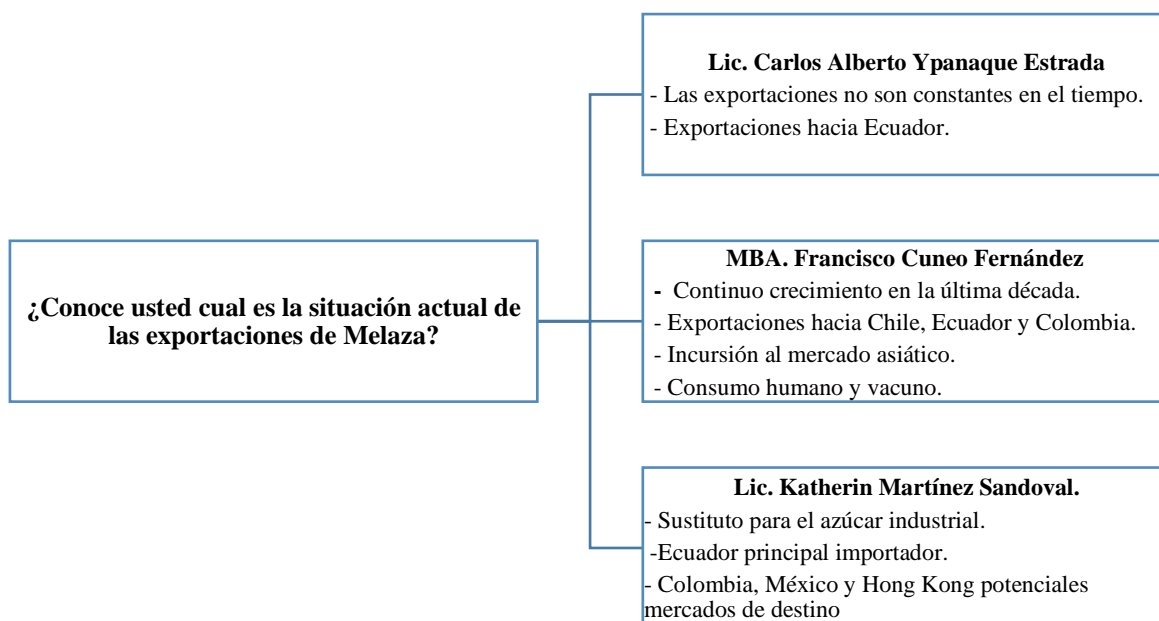 ¿Conoce usted cual es la situación actual de
las exportaciones de Melaza?
Lic. Carlos Alberto Ypanaque Estrada
- Las exportaciones no son constantes en el tiempo.
- Exportaciones hacia Ecuador.
MBA. Francisco Cuneo Fernández
- Continuo crecimiento en la última década.
- Exportaciones hacia Chile, Ecuador y Colombia.
- Incursión al mercado asiático.
- Consumo humano y vacuno.
Lic. Katherin Martínez Sandoval.
- Sustituto para el azúcar industrial.
-Ecuador principal importador.
- Colombia, México y Hong Kong potenciales
mercados de destino